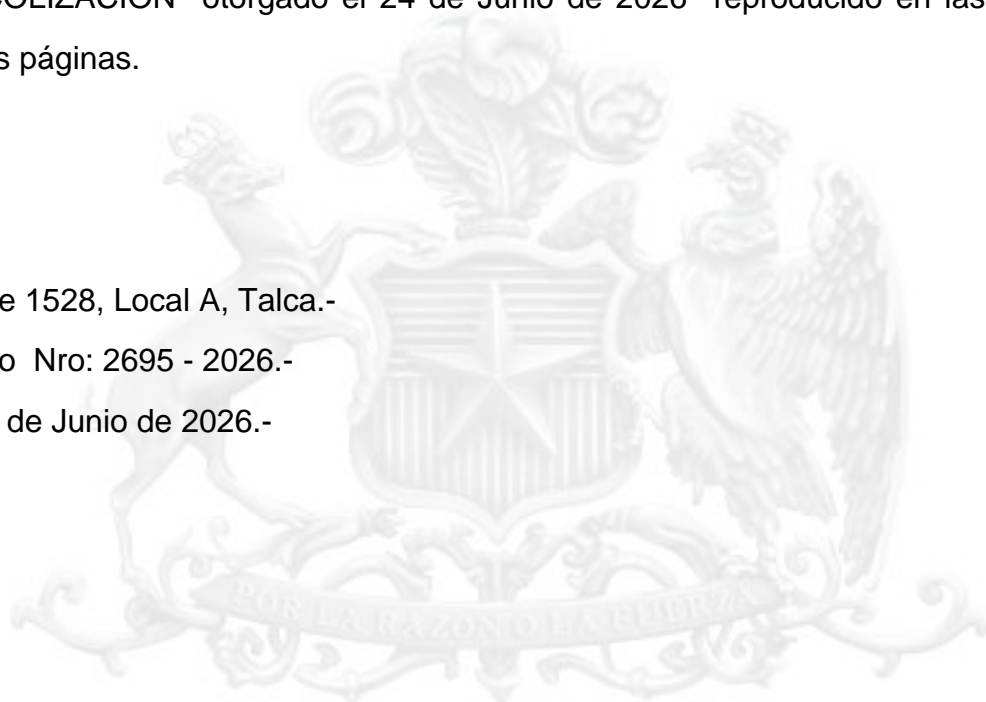 COLIZACION" otorgado el 24 de Junio de 2026 reproducido en las
s páginas.
e 1528, Local A, Talca.-
o Nro: 2695 - 2026.-
de Junio de 2026.-
POR LA RAZON O LA FUERZA